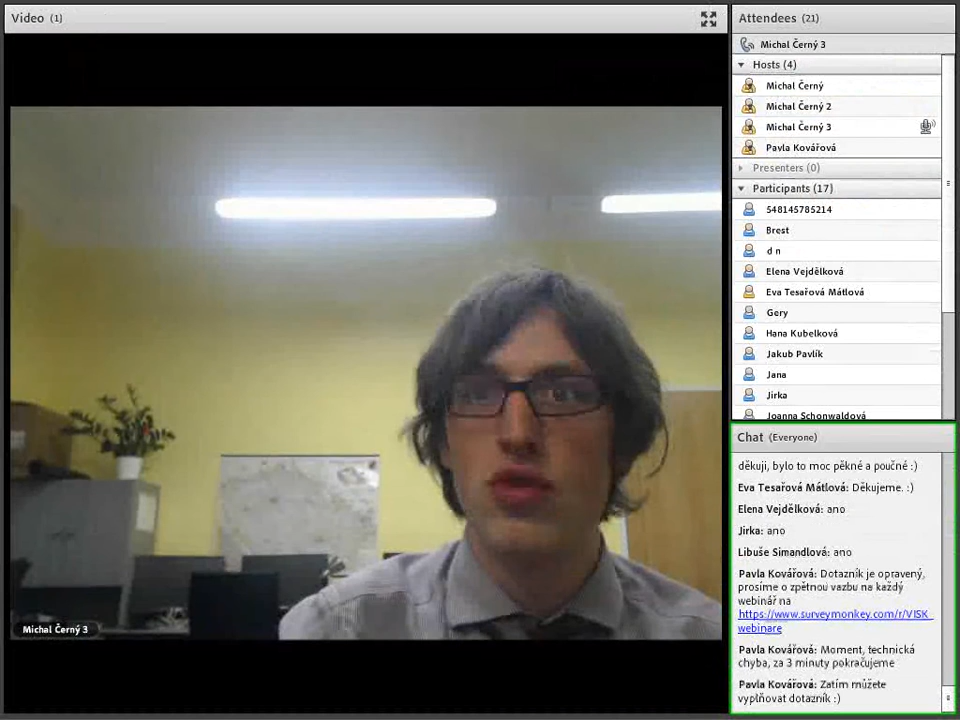 Video (1)
Michal Černý 3
Attendees (21)
Michal Černý 3
Hosts (4)
Michal Černý
Michal Černý 2
Michal Černý 3
Pavla Kovářová
Presenters (0)
Participants (17)
548145785214
Brest
d n
Elena Vejdělková
Eva Tesařová Mátlová
Gery
Hana Kubelková
Jakub Pavlík
Jana
Jirka
Joanna Schonwaldová
Chat (Everyone)
děkuji, bylo to moc pěkné a poučné :)
Eva Tesařová Mátlová: Děkujeme. :)
Elena Vejdělková: ano
Jirka: ano
Libuše Simandlová: ano
Pavla Kovářová: Dotazník je opravený,
prosíme o zpětnou vazbu na každý
webinář na
https://www.surveymonkey.com/r/VISK_
webinare
Pavla Kovářová: Moment, technická
chyba, za 3 minuty pokračujeme
Pavla Kovářová: Zatím můžete
vyplňovat dotazník :)